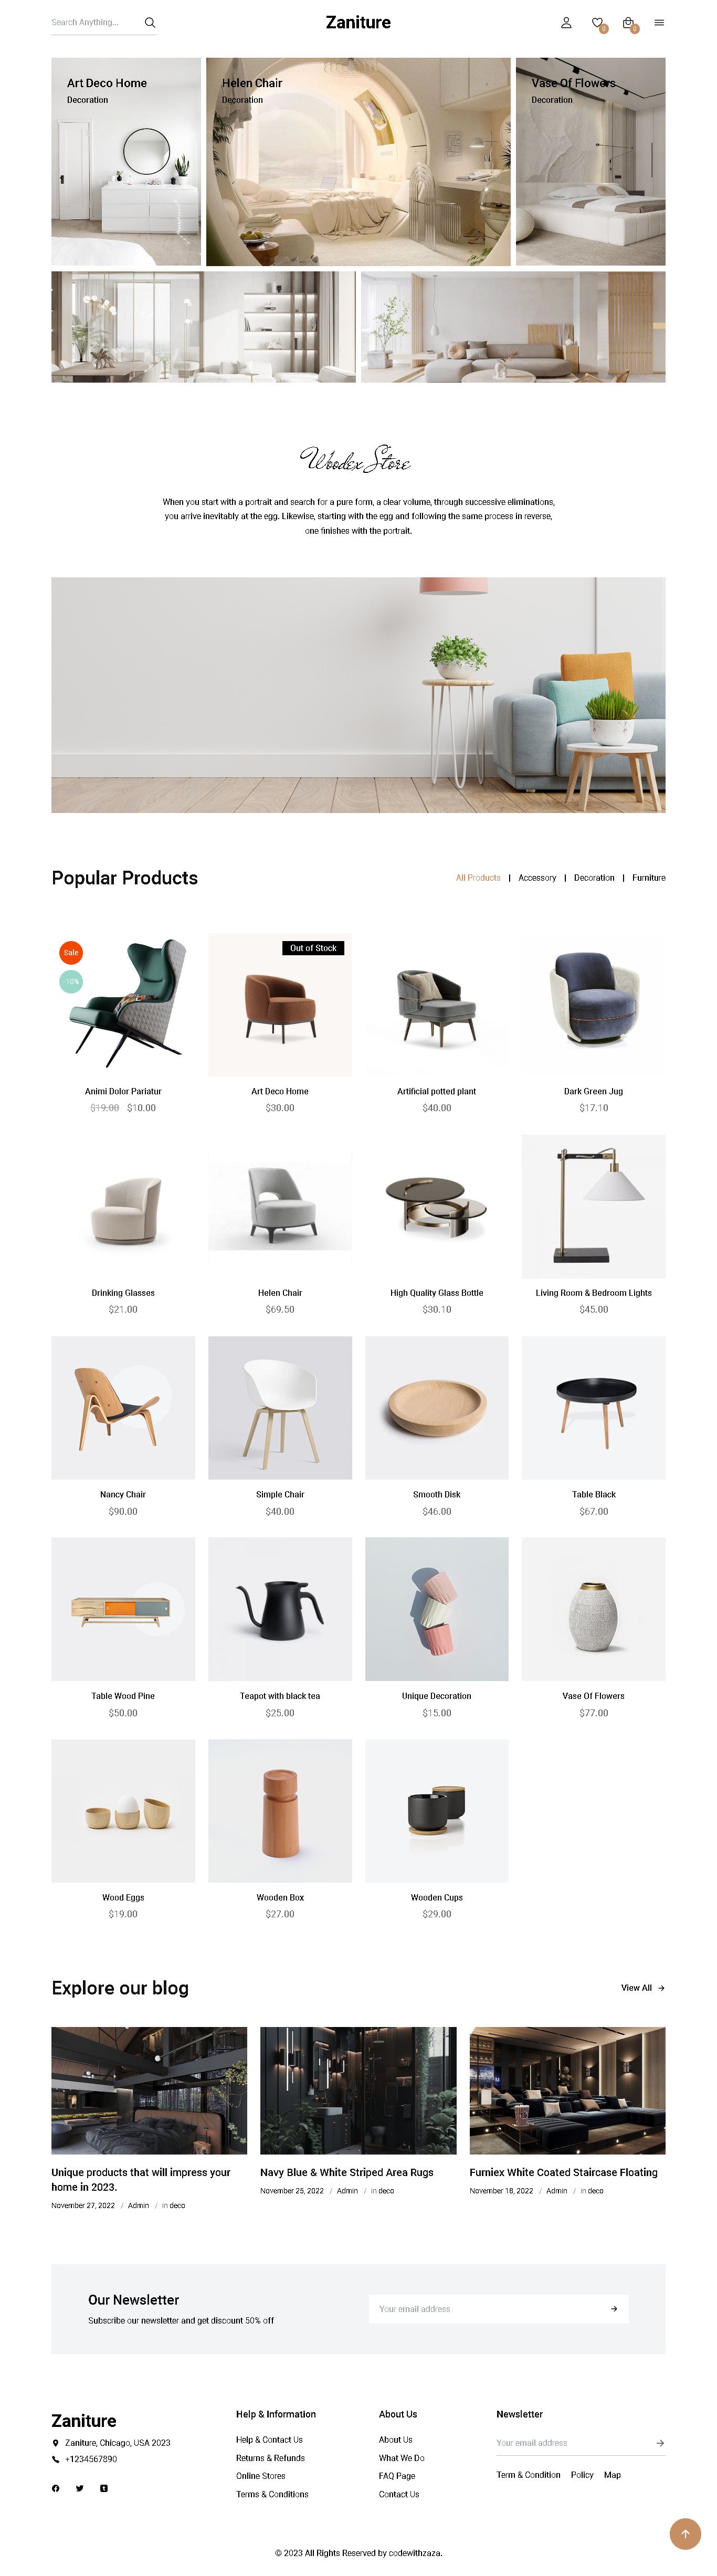 Search Anything...
Zaniture
0
0
Art Deco Home
Decoration
Helen Chair
Decoration
Vase Of Flowers
Decoration
Woodex Store
When you start with a portrait and search for a pure form, a clear volume, through successive eliminations,
you arrive inevitably at the egg. Likewise, starting with the egg and following the same process in reverse,
one finishes with the portrait.
Popular Products
All Products | Accessory | Decoration | Furniture
Sale
-10%
Out of Stock
Animi Dolor Pariatur
$19.00 $10.00
Art Deco Home
$30.00
Artificial potted plant
$40.00
Dark Green Jug
$17.10
Drinking Glasses
$21.00
Helen Chair
$69.50
High Quality Glass Bottle
$30.10
Living Room & Bedroom Lights
$45.00
Nancy Chair
$90.00
Simple Chair
$40.00
Smooth Disk
$46.00
Table Black
$67.00
Table Wood Pine
$50.00
Teapot with black tea
$25.00
Unique Decoration
$15.00
Vase Of Flowers
$77.00
Wood Eggs
$19.00
Wooden Box
$27.00
Wooden Cups
$29.00
Explore our blog
View All
Unique products that will impress your
home in 2023.
November 27, 2022 / Admin / in deco
Navy Blue & White Striped Area Rugs
November 25, 2022 / Admin / in deco
Furniex White Coated Staircase Floating
November 18, 2022 / Admin / in deco
Our Newsletter
Subscribe our newsletter and get discount 50% off
Your email address
Zaniture
Zaniture, Chicago, USA 2023
+1234567890
Help & Information
Help & Contact Us
Returns & Refunds
Online Stores
Terms & Conditions
About Us
About Us
What We Do
FAQ Page
Contact Us
Newsletter
Your email address
Term & Condition Policy Map
© 2023 All Rights Reserved by codewithzaza.